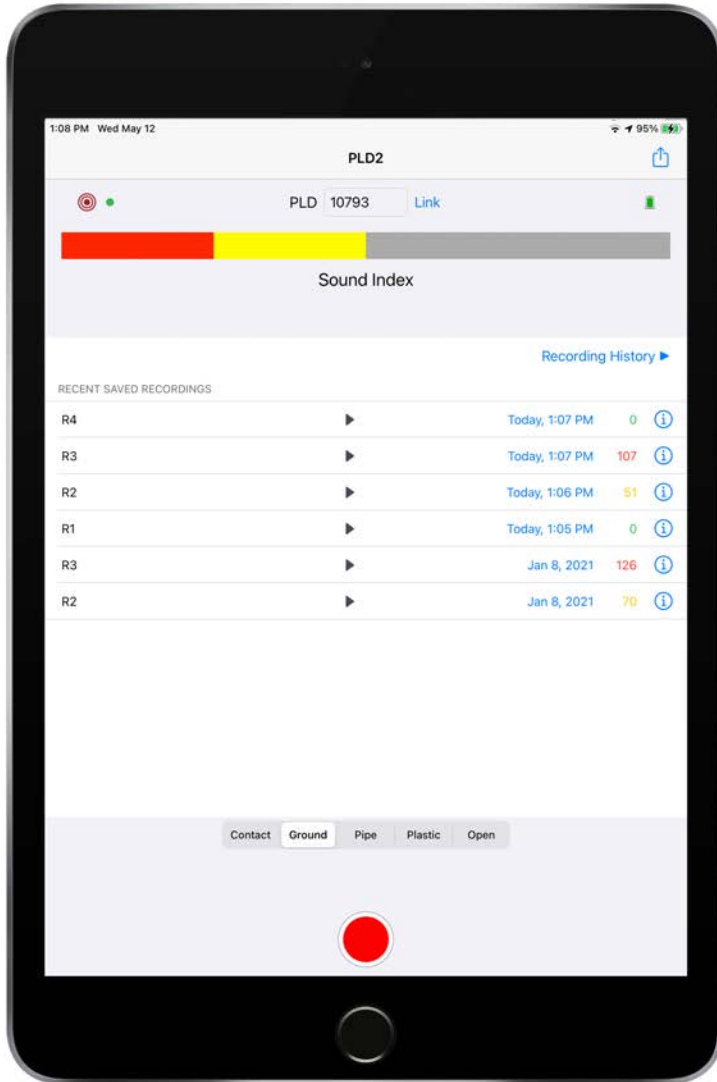 1:08 PM Wed May 12 95%
PLD2
PLD 10793 Link
Sound Index
Recording History
RECENT SAVED RECORDINGS
R4 Today, 1:07 PM 0
R3 Today, 1:07 PM 107
R2 Today, 1:06 PM 51
R1 Today, 1:05 PM 0
R3 Jan 8, 2021 126
R2 Jan 8, 2021 70
Contact Ground Pipe Plastic Open